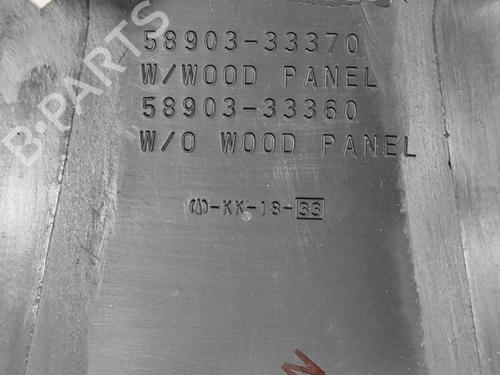 58903-33370
W/WOOD PANEL
58903-33360
W/O WOOD PANEL
-KK-18-33
B-PARTS
N